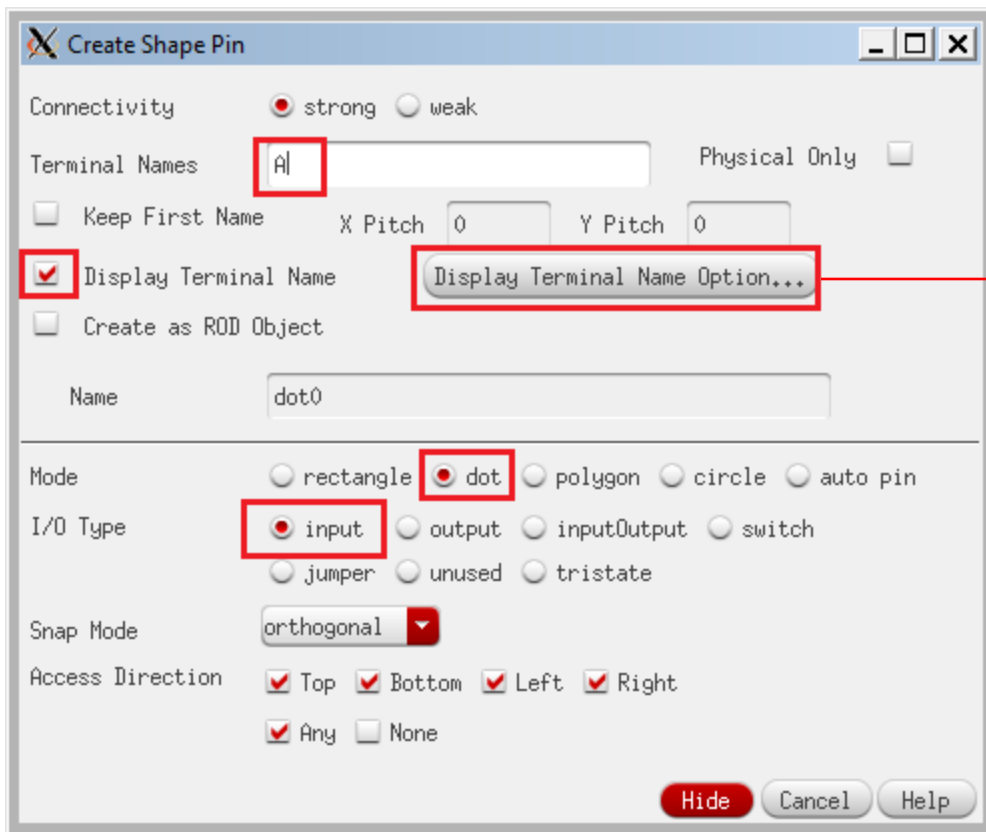 Create Shape Pin
Connectivity strong weak
Terminal Names A Physical Only
Keep First Name X Pitch 0 Y Pitch 0
Display Terminal Name Display Terminal Name Option...
Create as ROD Object
Name dot0
Mode rectangle dot polygon circle auto pin
I/O Type input output inputOutput switch
jumper unused tristate
Snap Mode orthogonal
Access Direction Top Bottom Left Right
Any None
Hide Cancel Help